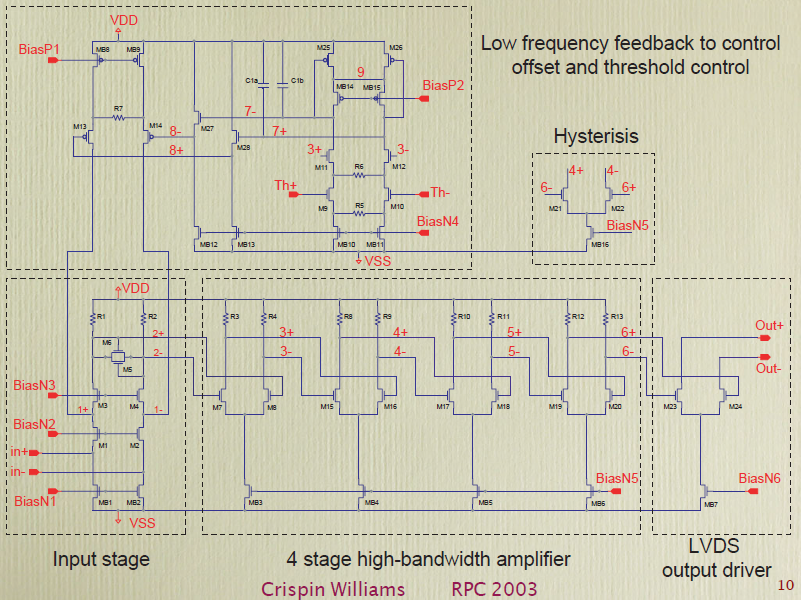 VDD
BiasP1
MB8
MB9
M25
M26
C1a
C1b
9
BiasP2
MB14
MB15
R7
7-
M13
M14
8-
M27
7+
8+
M28
3+
3-
M11
R6
M12
Th+
Th-
M9
M10
R5
BiasN4
MB12
MB13
MB10
MB11
VSS
Low frequency feedback to control
offset and threshold control
Hysterisis
4+
4-
6-
6+
M21
M22
BiasN5
MB16
VDD
R1
R2
2+
M6
2-
M5
BiasN3
M3
M4
1+
1-
BiasN2
M1
M2
in+
in-
BiasN1
MB1
MB2
VSS
R3
R4
R8
R9
R10
R11
R12
R13
3+
4+
5+
6+
3-
4-
5-
6-
M7
M8
M15
M16
M17
M18
M19
M20
BiasN5
MB3
MB4
MB5
MB6
Out+
Out-
M23
M24
BiasN6
MB7
Input stage
4 stage high-bandwidth amplifier
LVDS
output driver
Crispin Williams
RPC 2003
10